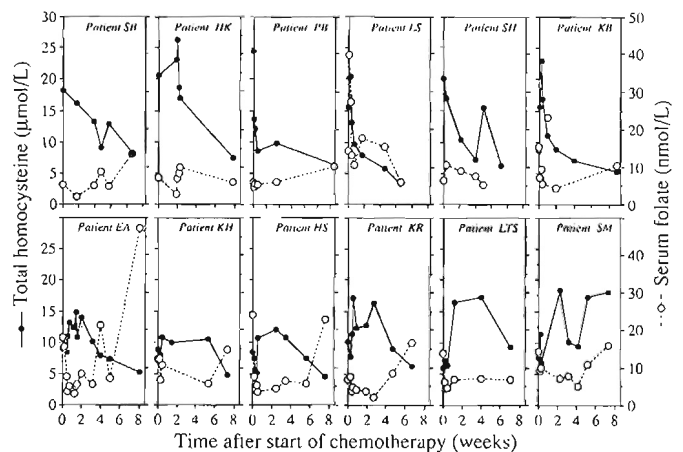 Patient SB
Patient HK
Patient PB
Patient LS
Patient SH
Patient KB
Patient EA
Patient KH
Patient HS
Patient KR
Patient LTS
Patient SM
Total homocysteine (µmol/L)
Serum folate (nmol/L)
30
25
20
15
10
5
0
25
20
15
10
5
0
50
40
30
20
10
0
40
30
20
10
0
0 2 4 6 8
0 2 4 6 8
0 2 4 6 8
0 2 4 6 8
0 2 4 6 8
0 2 4 6 8
Time after start of chemotherapy (weeks)